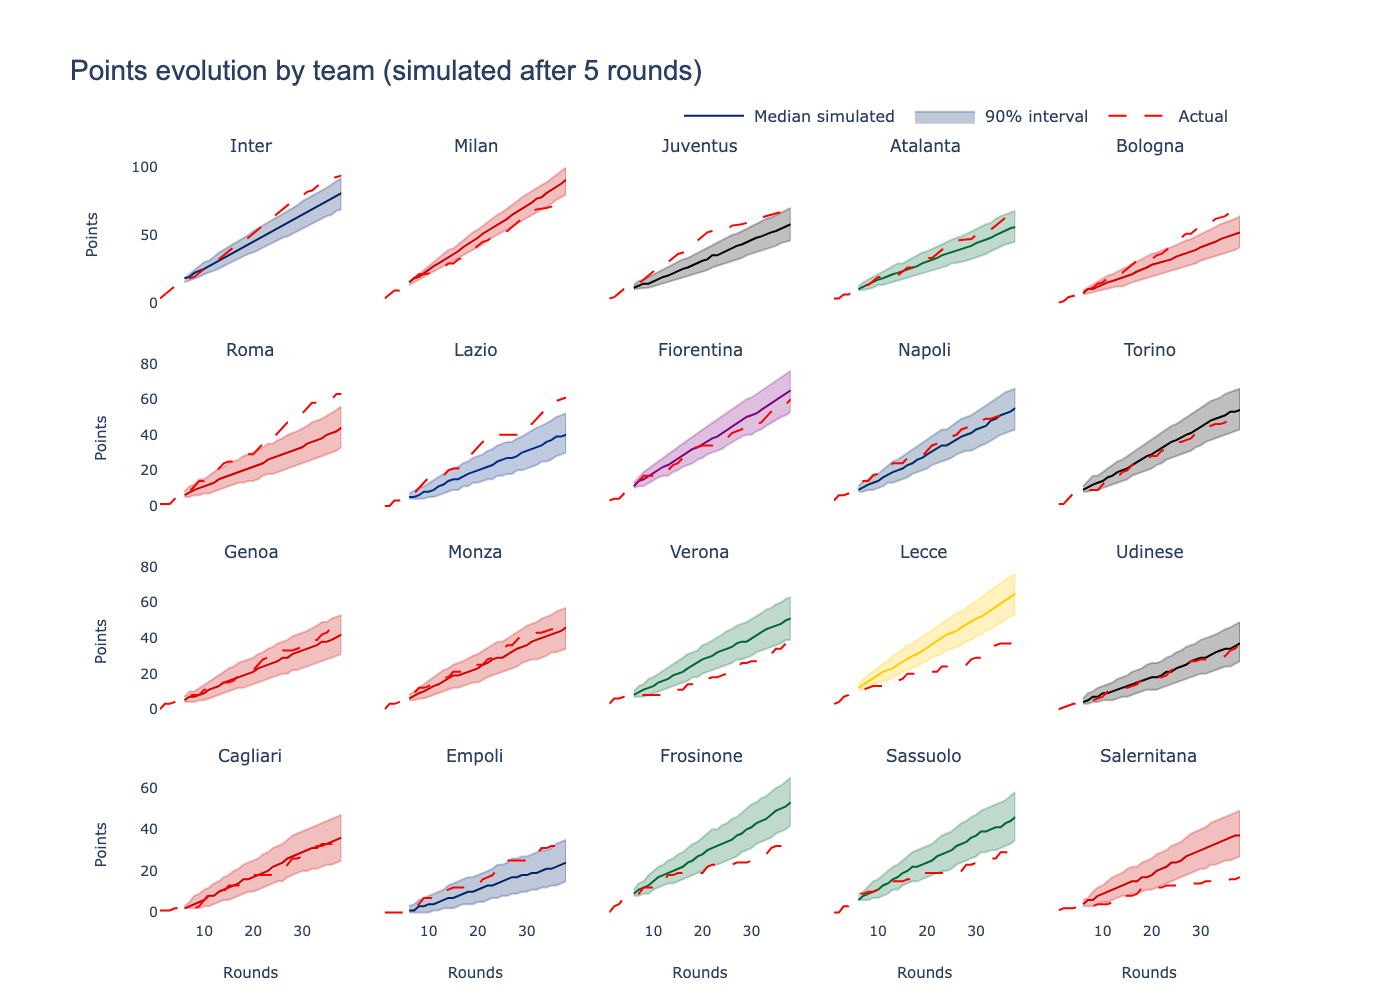 Points evolution by team (simulated after 5 rounds)
Median simulated 90% interval Actual
Inter Milan Juventus Atalanta Bologna
100
50
0
Points
Roma Lazio Fiorentina Napoli Torino
80
60
40
20
0
Points
Genoa Monza Verona Lecce Udinese
80
60
40
20
0
Points
Cagliari Empoli Frosinone Sassuolo Salernitana
60
40
20
0
Points
10 20 30 10 20 30 10 20 30 10 20 30 10 20 30
Rounds Rounds Rounds Rounds Rounds